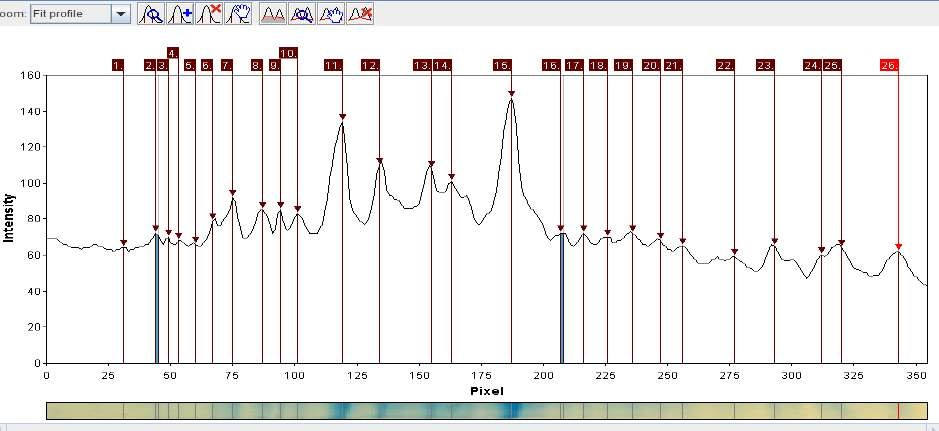 oom: Fit profile
4. 10.
1. 2. 3. 5. 6. 7. 8. 9. 11. 12. 13. 14. 15. 16. 17. 18. 19. 20. 21. 22. 23. 24. 25. 26.
160
140
120
100
80
60
40
20
0
Intensity
0 25 50 75 100 125 150 175 200 225 250 275 300 325 350
Pixel